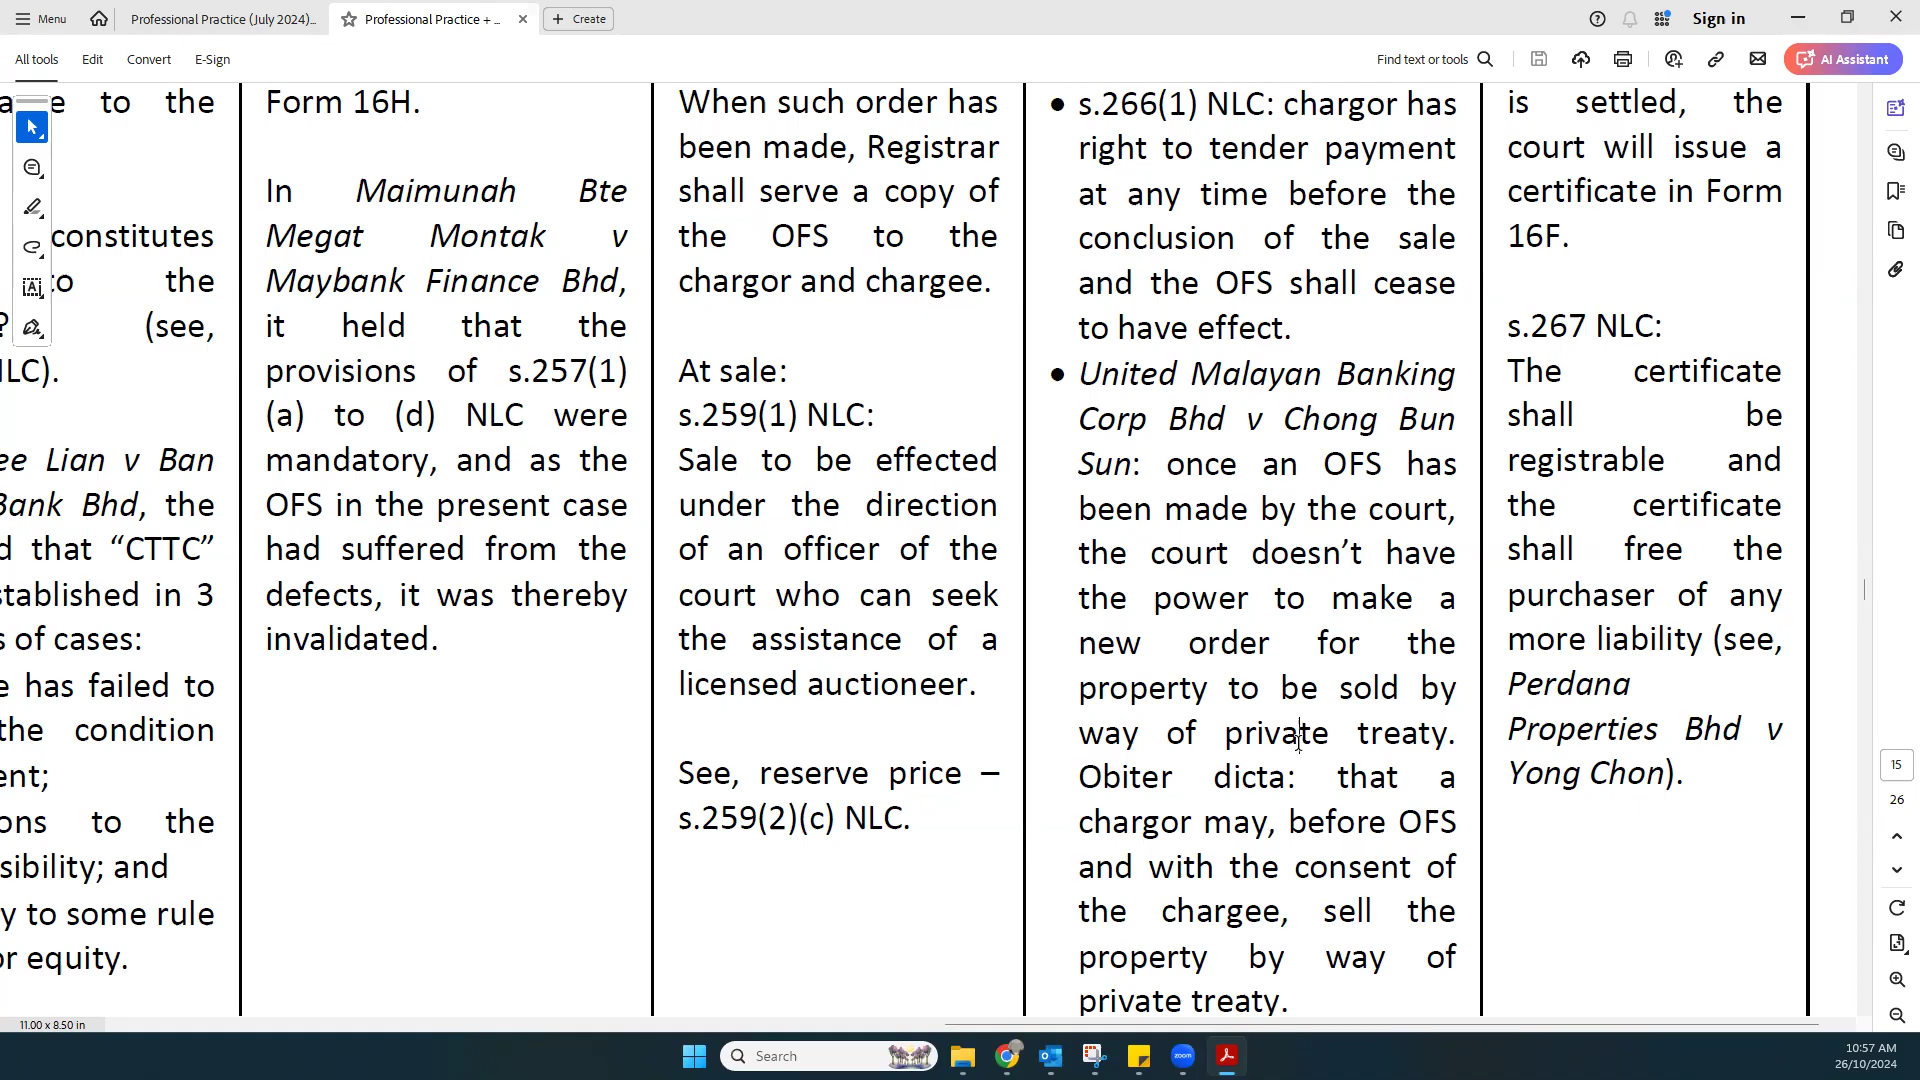 Menu
Professional Practice (July 2024)...
Professional Practice + ...
Create
Sign in
All tools
Edit
Convert
E-Sign
Find text or tools
AI Assistant
to the
constitutes
the
? (see,
LC).
ee Lian v Ban
Bank Bhd, the
d that “CTTC”
stablished in 3
s of cases:
e has failed to
the condition
ent;
ons to the
sibility; and
y to some rule
or equity.
Form 16H.
In Maimunah Bte
Megat Montak v
Maybank Finance Bhd,
it held that the
provisions of s.257(1)
(a) to (d) NLC were
mandatory, and as the
OFS in the present case
had suffered from the
defects, it was thereby
invalidated.
When such order has
been made, Registrar
shall serve a copy of
the OFS to the
chargor and chargee.
At sale:
s.259(1) NLC:
Sale to be effected
under the direction
of an officer of the
court who can seek
the assistance of a
licensed auctioneer.
See, reserve price –
s.259(2)(c) NLC.
• s.266(1) NLC: chargor has
right to tender payment
at any time before the
conclusion of the sale
and the OFS shall cease
to have effect.
• United Malayan Banking
Corp Bhd v Chong Bun
Sun: once an OFS has
been made by the court,
the court doesn’t have
the power to make a
new order for the
property to be sold by
way of private treaty.
Obiter dicta: that a
chargor may, before OFS
and with the consent of
the chargee, sell the
property by way of
private treaty.
is settled, the
court will issue a
certificate in Form
16F.
s.267 NLC:
The certificate
shall be
registrable and
the certificate
shall free the
purchaser of any
more liability (see,
Perdana
Properties Bhd v
Yong Chon).
15
26
11.00 x 8.50 in
Search
zoom
10:57 AM
26/10/2024